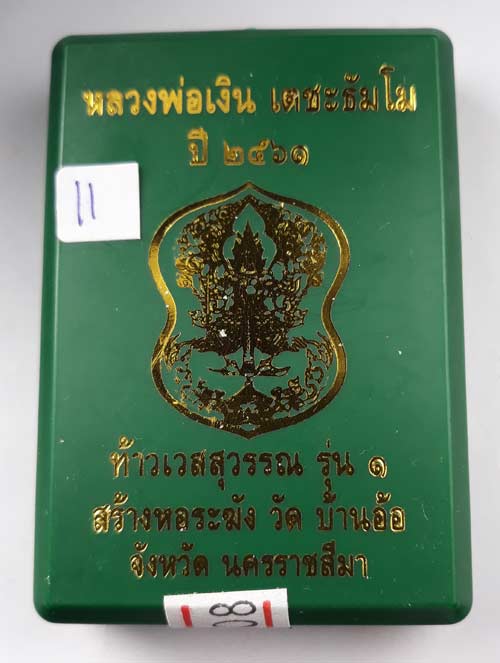 หลวงพ่อเงิน เตชะธัมโม
ปี ๒๕๖๑
11
ท้าวเวสสุวรรณ รุ่น ๑
สร้างหอระฆัง วัด บ้านอ้อ
จังหวัด นครราชสีมา
08